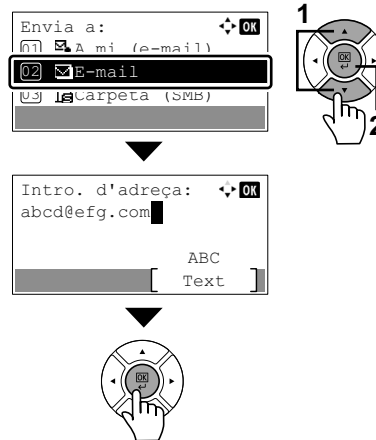 Envia a: OK
01 A mi (e-mail)
02 E-mail
03 Carpeta (SMB)
1
OK
2
Intro. d'adreça: OK
abcd@efg.com
ABC
[ Text ]
OK